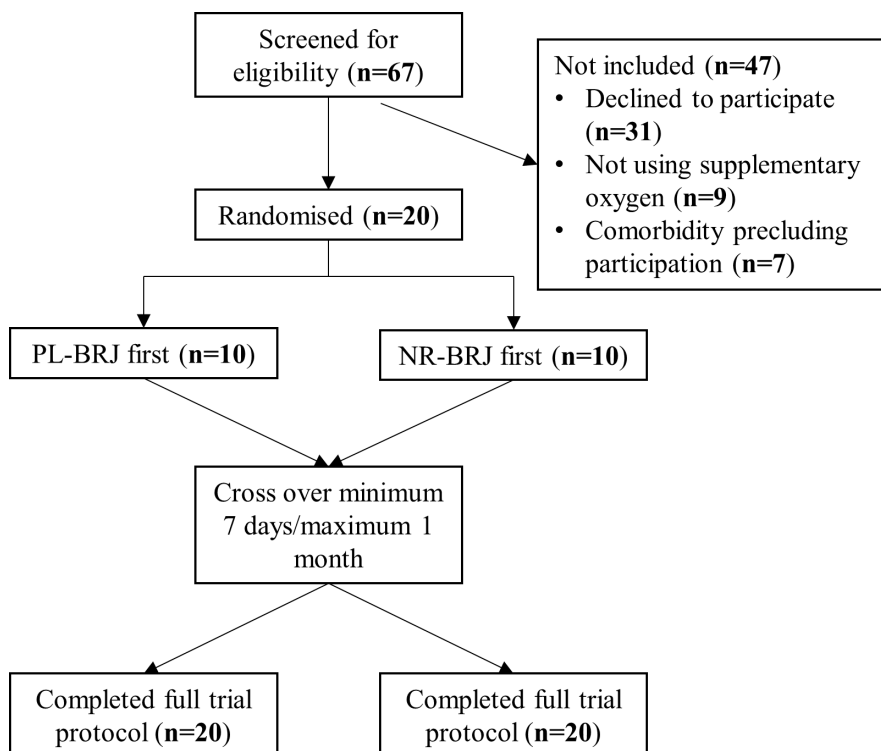 Screened for
eligibility (n=67)
Not included (n=47)
• Declined to participate
(n=31)
• Not using supplementary
oxygen (n=9)
• Comorbidity precluding
participation (n=7)
Randomised (n=20)
PL-BRJ first (n=10)
NR-BRJ first (n=10)
Cross over minimum
7 days/maximum 1
month
Completed full trial
protocol (n=20)
Completed full trial
protocol (n=20)